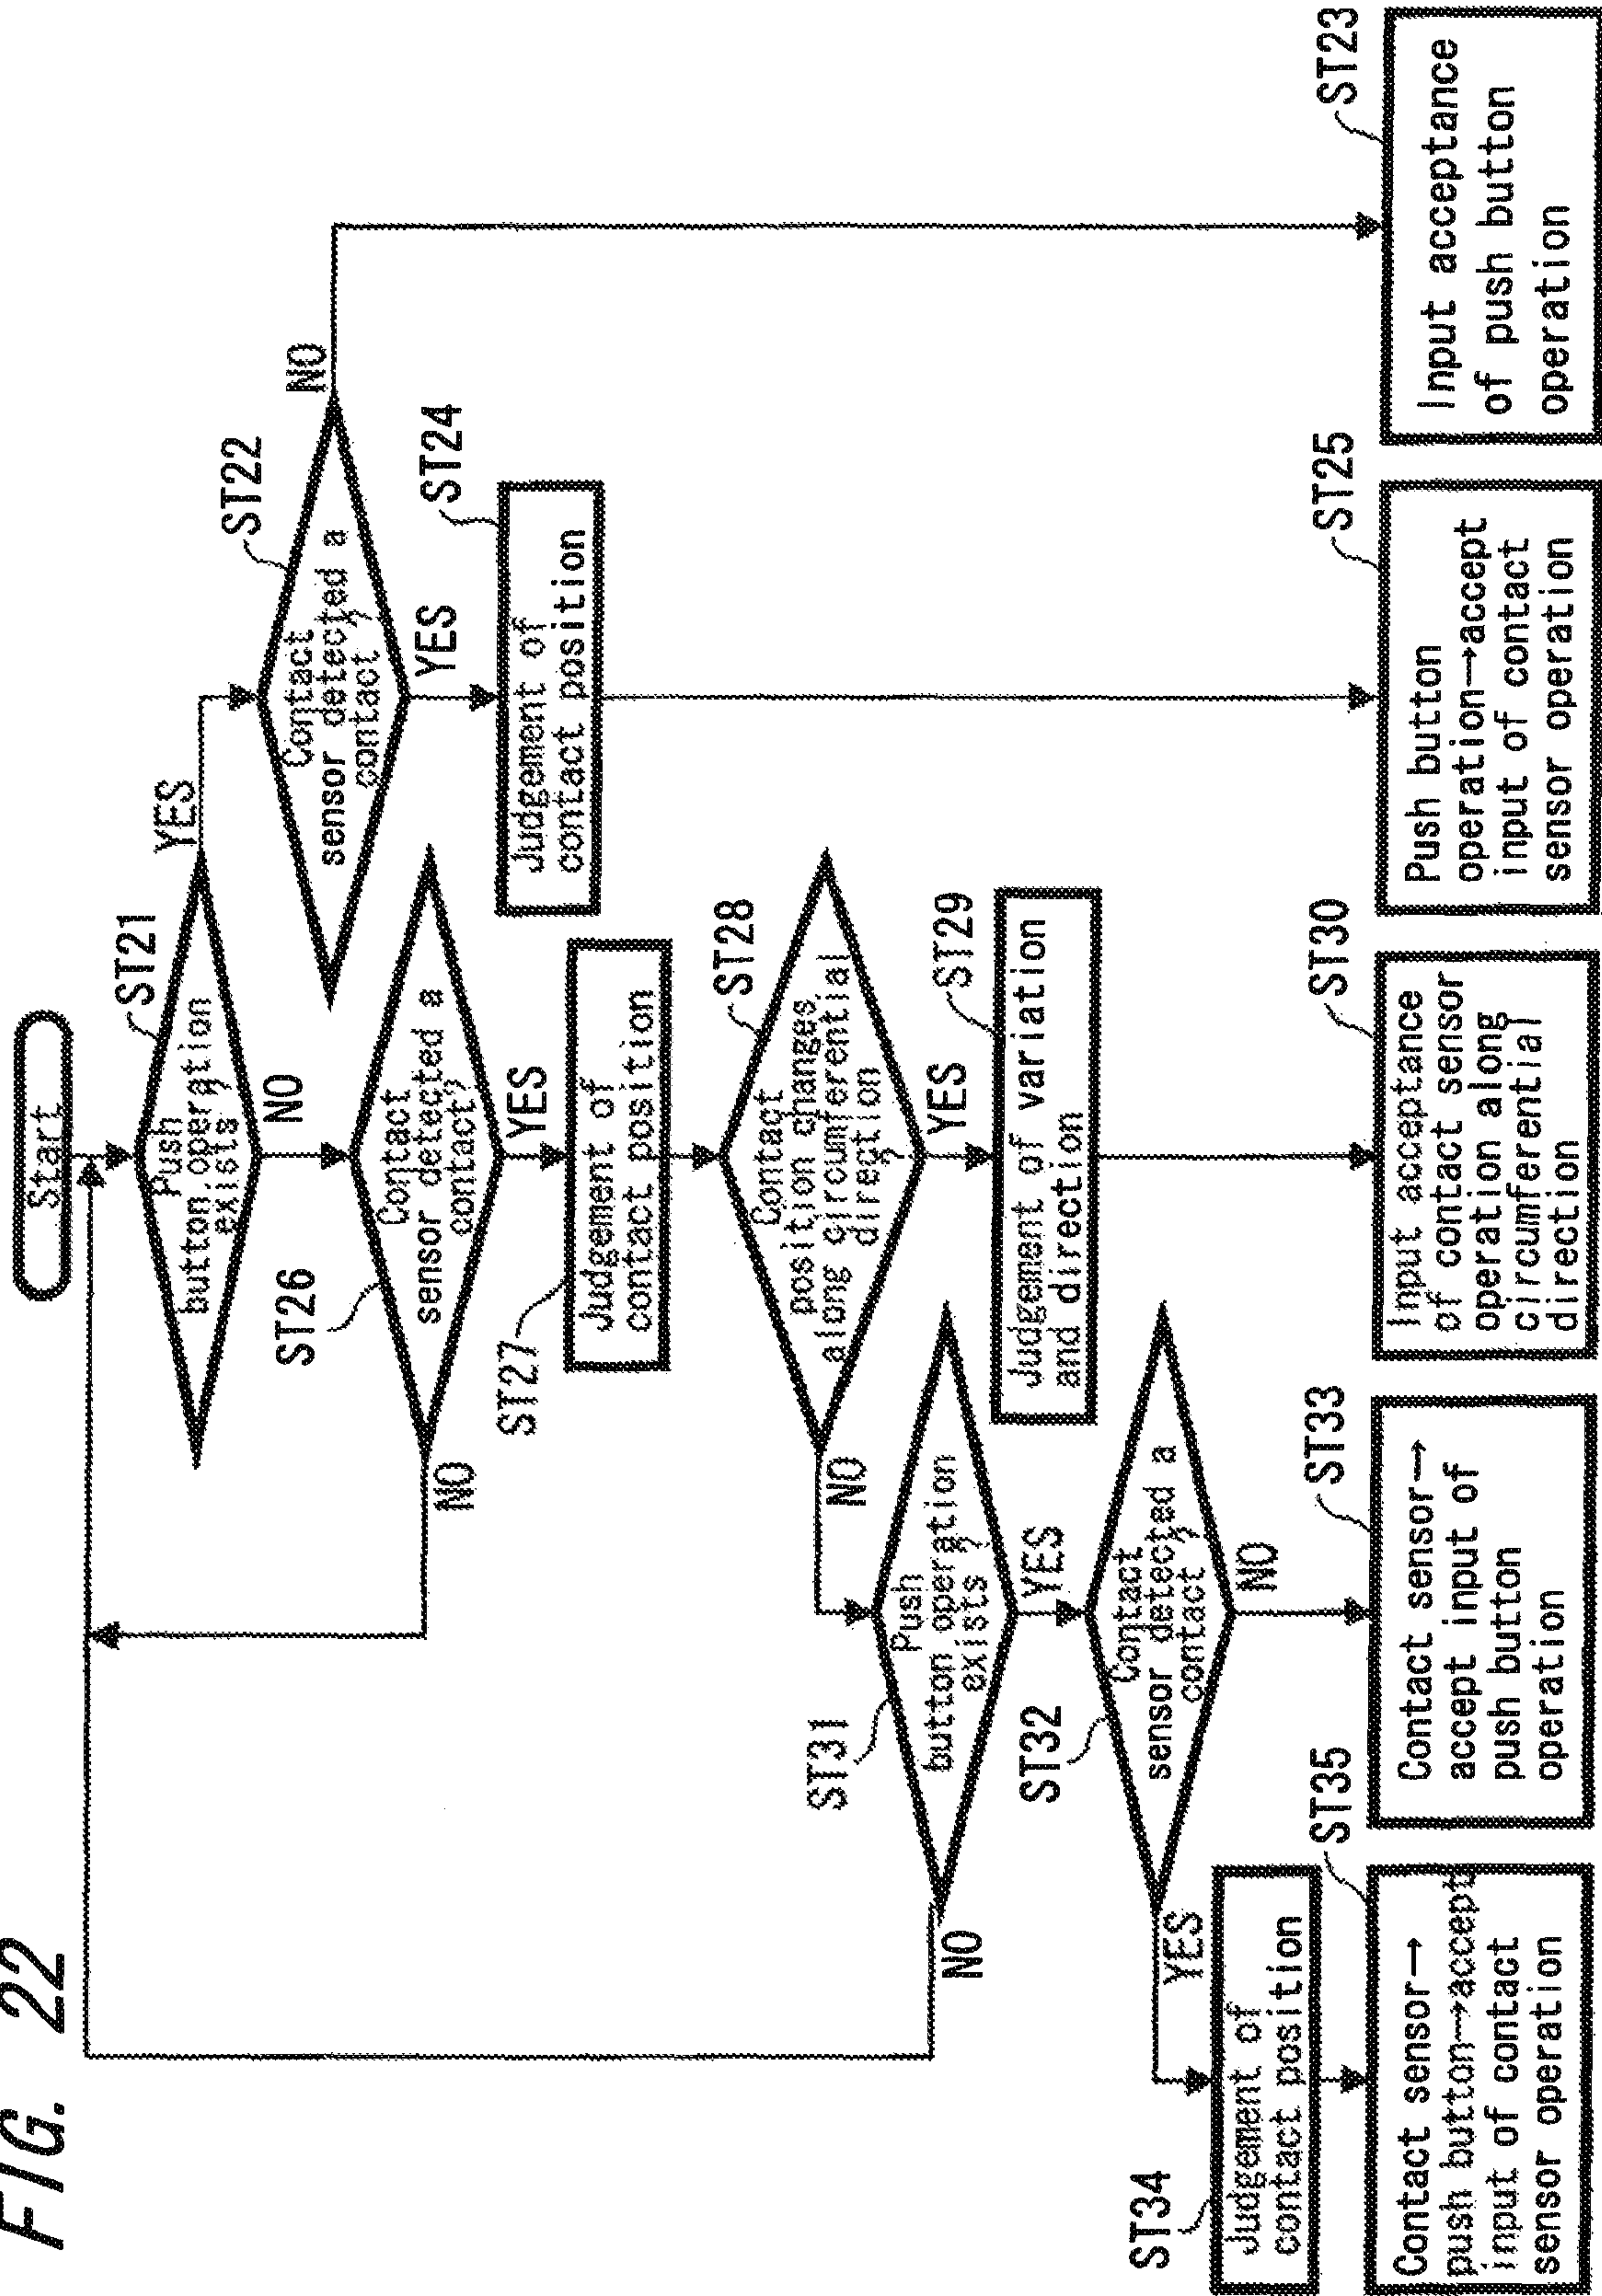 FIG. 22
Start
ST21
Push
button operation
exists ?
YES
NO
ST22
Contact
sensor detected a
contact ?
NO
YES
ST24
Judgement of
contact position
ST26
Contact
sensor detected a
contact ?
NO
YES
ST27
Judgement of
contact position
ST28
Contact
position changes
along circumferential
direction ?
NO
YES
ST29
Judgement of variation
and direction
ST31
Push
button operation
exists ?
NO
YES
ST32
Contact
sensor detected a
contact ?
YES
NO
ST34
Judgement of
contact position
ST35
Contact sensor→
push button→accept
input of contact
sensor operation
ST33
Contact sensor→
accept input of
push button
operation
ST30
Input acceptance
of contact sensor
operation along
circumferential
direction
ST25
Push button
operation→accept
input of contact
sensor operation
ST23
Input acceptance
of push button
operation